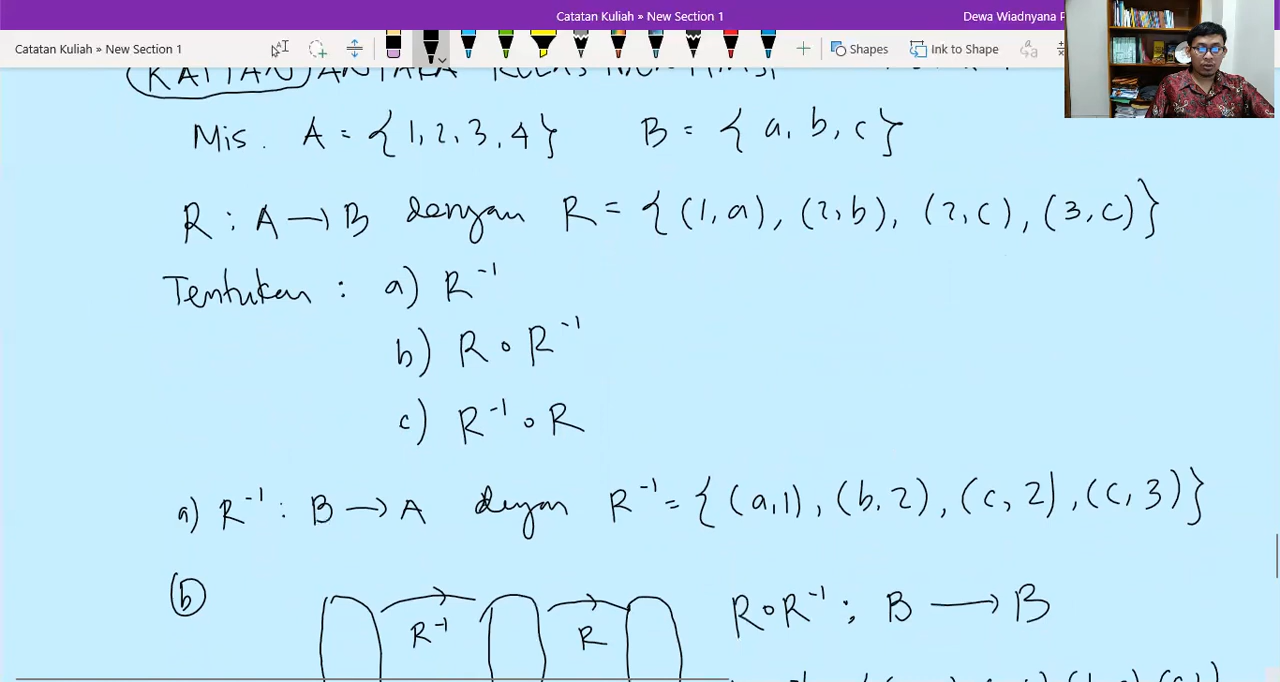 Catatan Kuliah » New Section 1
Dewa Wiadnyana
Catatan Kuliah » New Section 1
Shapes
Ink to Shape
KAITAN ANTARA
Mis. A = {1, 2, 3, 4} B = {a, b, c}
R : A → B dengan R = {(1, a), (2, b), (2, c), (3, c)}
Tentukan : a) R⁻¹
b) R ∘ R⁻¹
c) R⁻¹ ∘ R
a) R⁻¹ : B → A dengan R⁻¹ = {(a, 1), (b, 2), (c, 2), (c, 3)}
b
R⁻¹ R R∘R⁻¹ : B → B